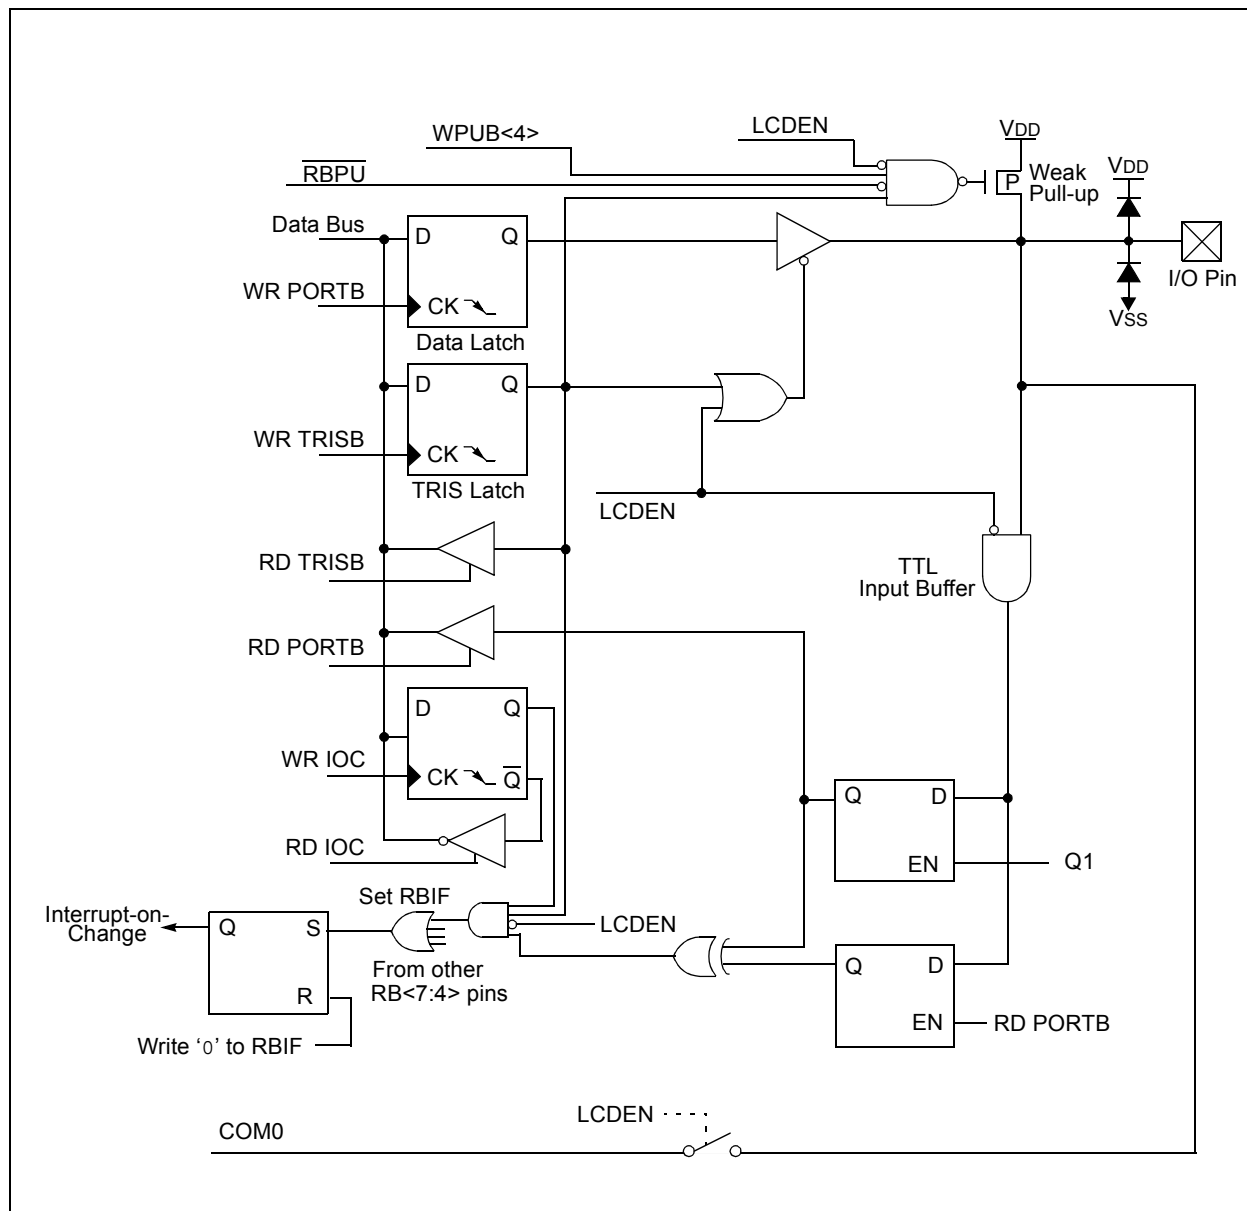 LCDEN
VDD
WPUB<4>
RBPU
P
Weak
Pull-up
VDD
Data Bus
D
Q
I/O Pin
WR PORTB
CK
VSS
Data Latch
D
Q
WR TRISB
CK
TRIS Latch
LCDEN
RD TRISB
TTL
Input Buffer
RD PORTB
D
Q
WR IOC
CK
Q
Q
D
RD IOC
EN
Q1
Set RBIF
Interrupt-on-
Change
Q
S
LCDEN
From other
RB<7:4> pins
Q
D
R
EN
RD PORTB
Write ‘0’ to RBIF
LCDEN
COM0